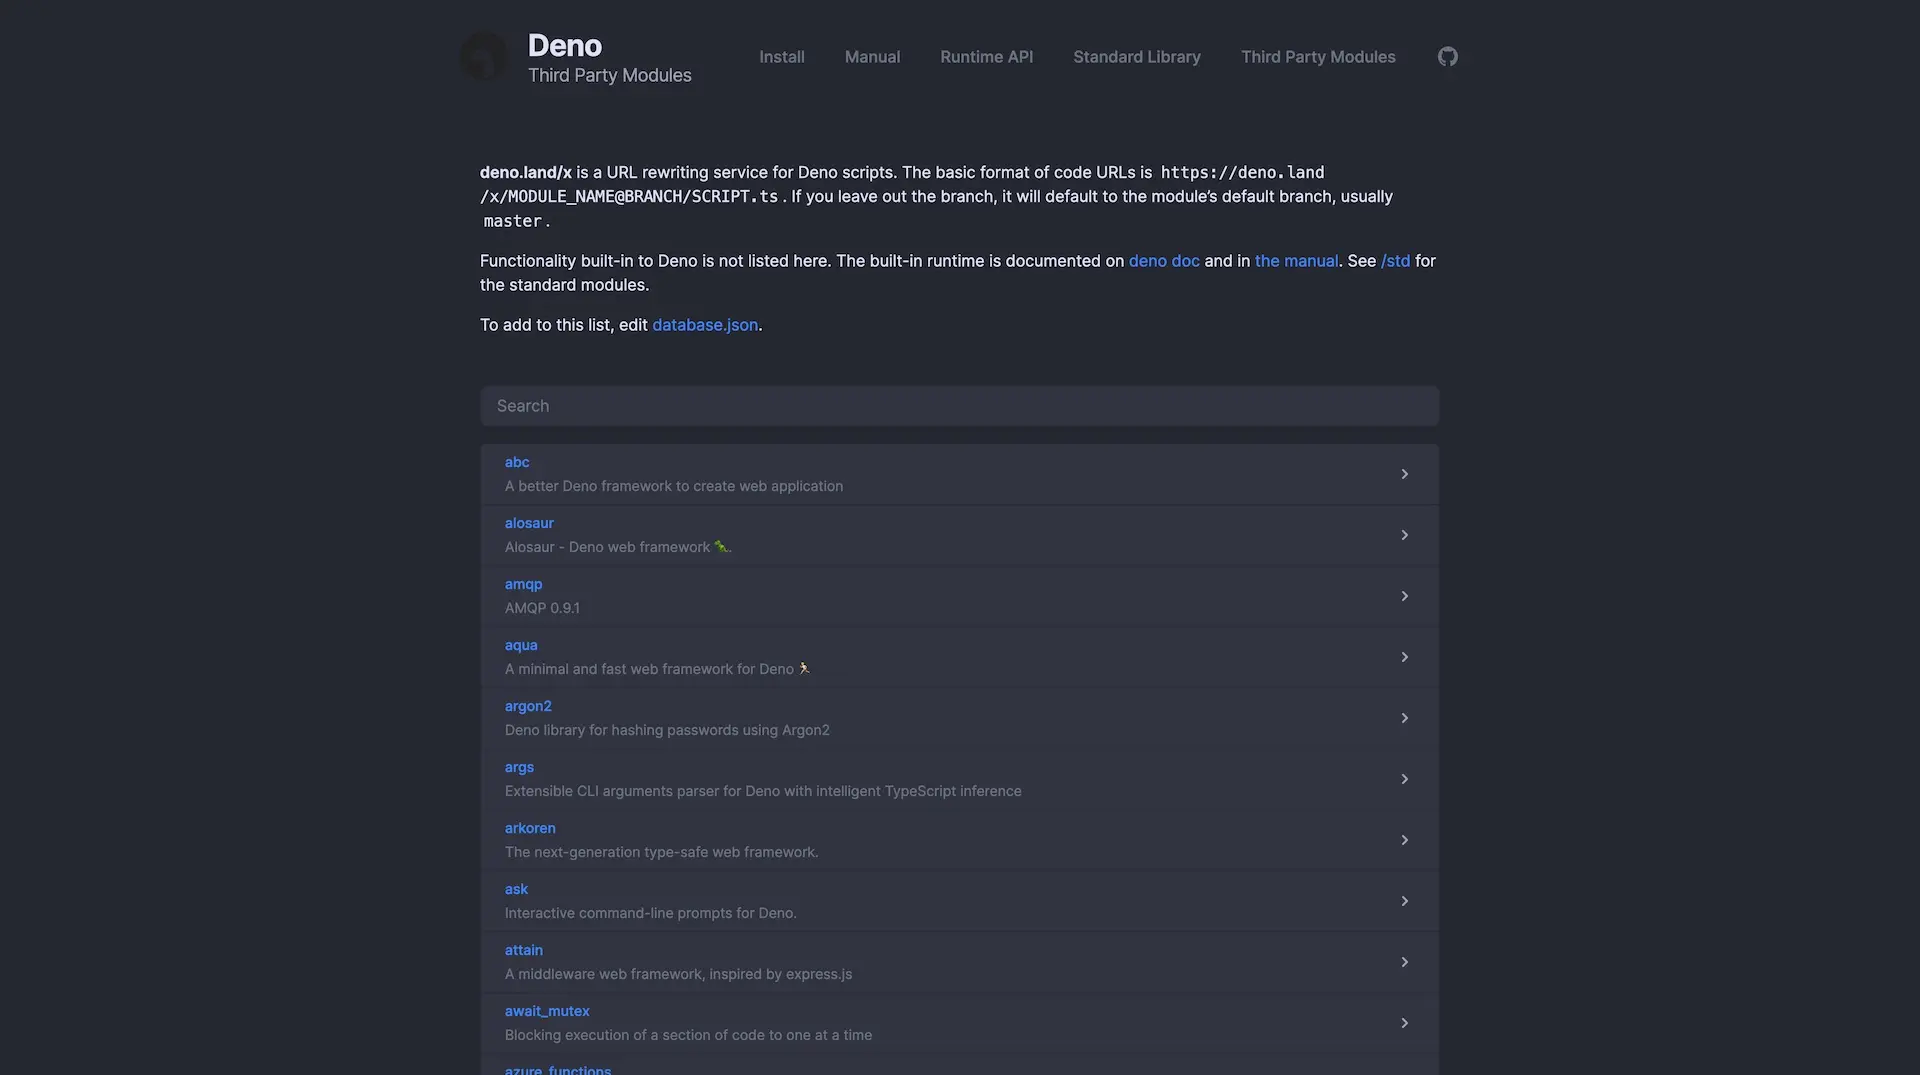 Deno
Third Party Modules
Install
Manual
Runtime API
Standard Library
Third Party Modules
deno.land/x is a URL rewriting service for Deno scripts. The basic format of code URLs is https://deno.land
/x/MODULE_NAME@BRANCH/SCRIPT.ts . If you leave out the branch, it will default to the module’s default branch, usually
master .
Functionality built-in to Deno is not listed here. The built-in runtime is documented on deno doc and in the manual. See /std for
the standard modules.
To add to this list, edit database.json.
Search
abc
A better Deno framework to create web application
alosaur
Alosaur - Deno web framework 🦖.
amqp
AMQP 0.9.1
aqua
A minimal and fast web framework for Deno 🏃
argon2
Deno library for hashing passwords using Argon2
args
Extensible CLI arguments parser for Deno with intelligent TypeScript inference
arkoren
The next-generation type-safe web framework.
ask
Interactive command-line prompts for Deno.
attain
A middleware web framework, inspired by express.js
await_mutex
Blocking execution of a section of code to one at a time
azure_functions